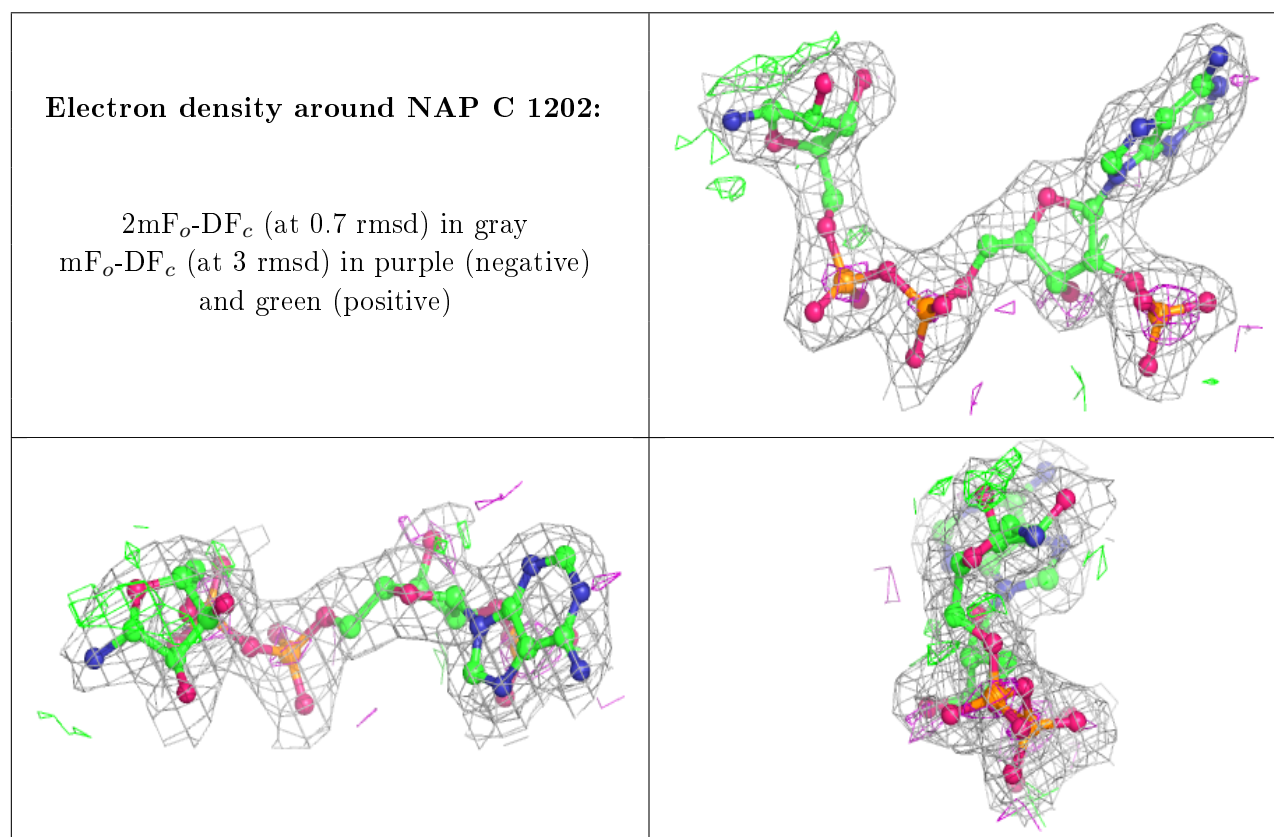 Electron density around NAP C 1202:
2mFₒ-DF𝒸 (at 0.7 rmsd) in gray
mFₒ-DF𝒸 (at 3 rmsd) in purple (negative)
and green (positive)